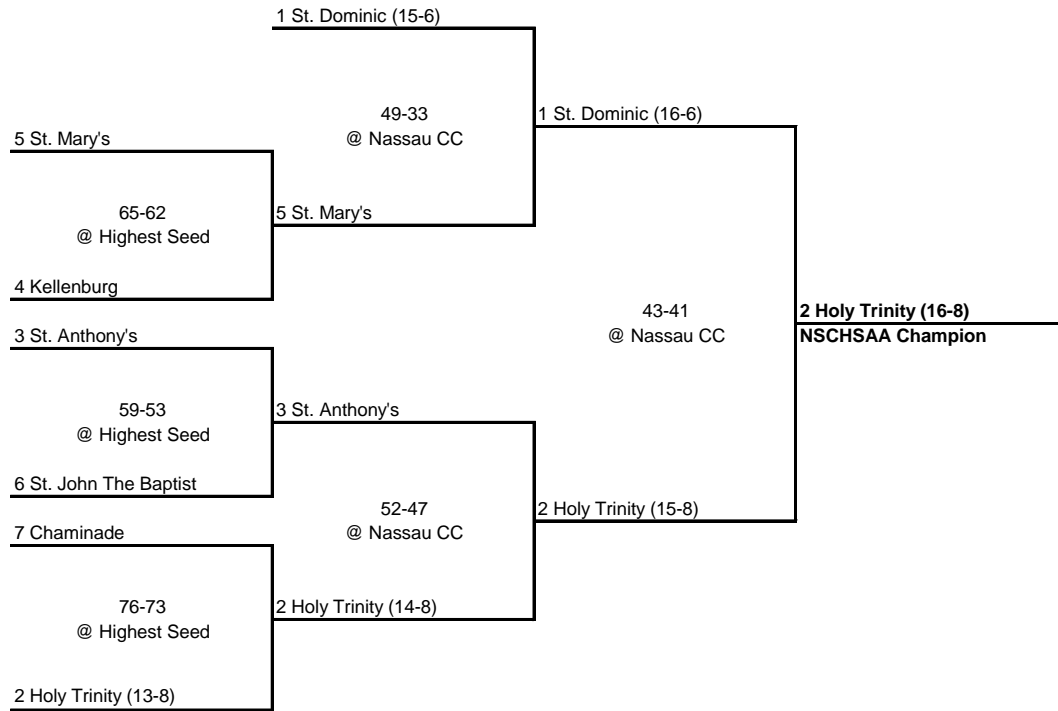 1 St. Dominic (15-6)
49-33
@ Nassau CC
1 St. Dominic (16-6)
5 St. Mary's
65-62
@ Highest Seed
5 St. Mary's
4 Kellenburg
43-41
@ Nassau CC
2 Holy Trinity (16-8)
NSCHSAA Champion
3 St. Anthony's
59-53
@ Highest Seed
3 St. Anthony's
6 St. John The Baptist
52-47
@ Nassau CC
2 Holy Trinity (15-8)
7 Chaminade
76-73
@ Highest Seed
2 Holy Trinity (14-8)
2 Holy Trinity (13-8)